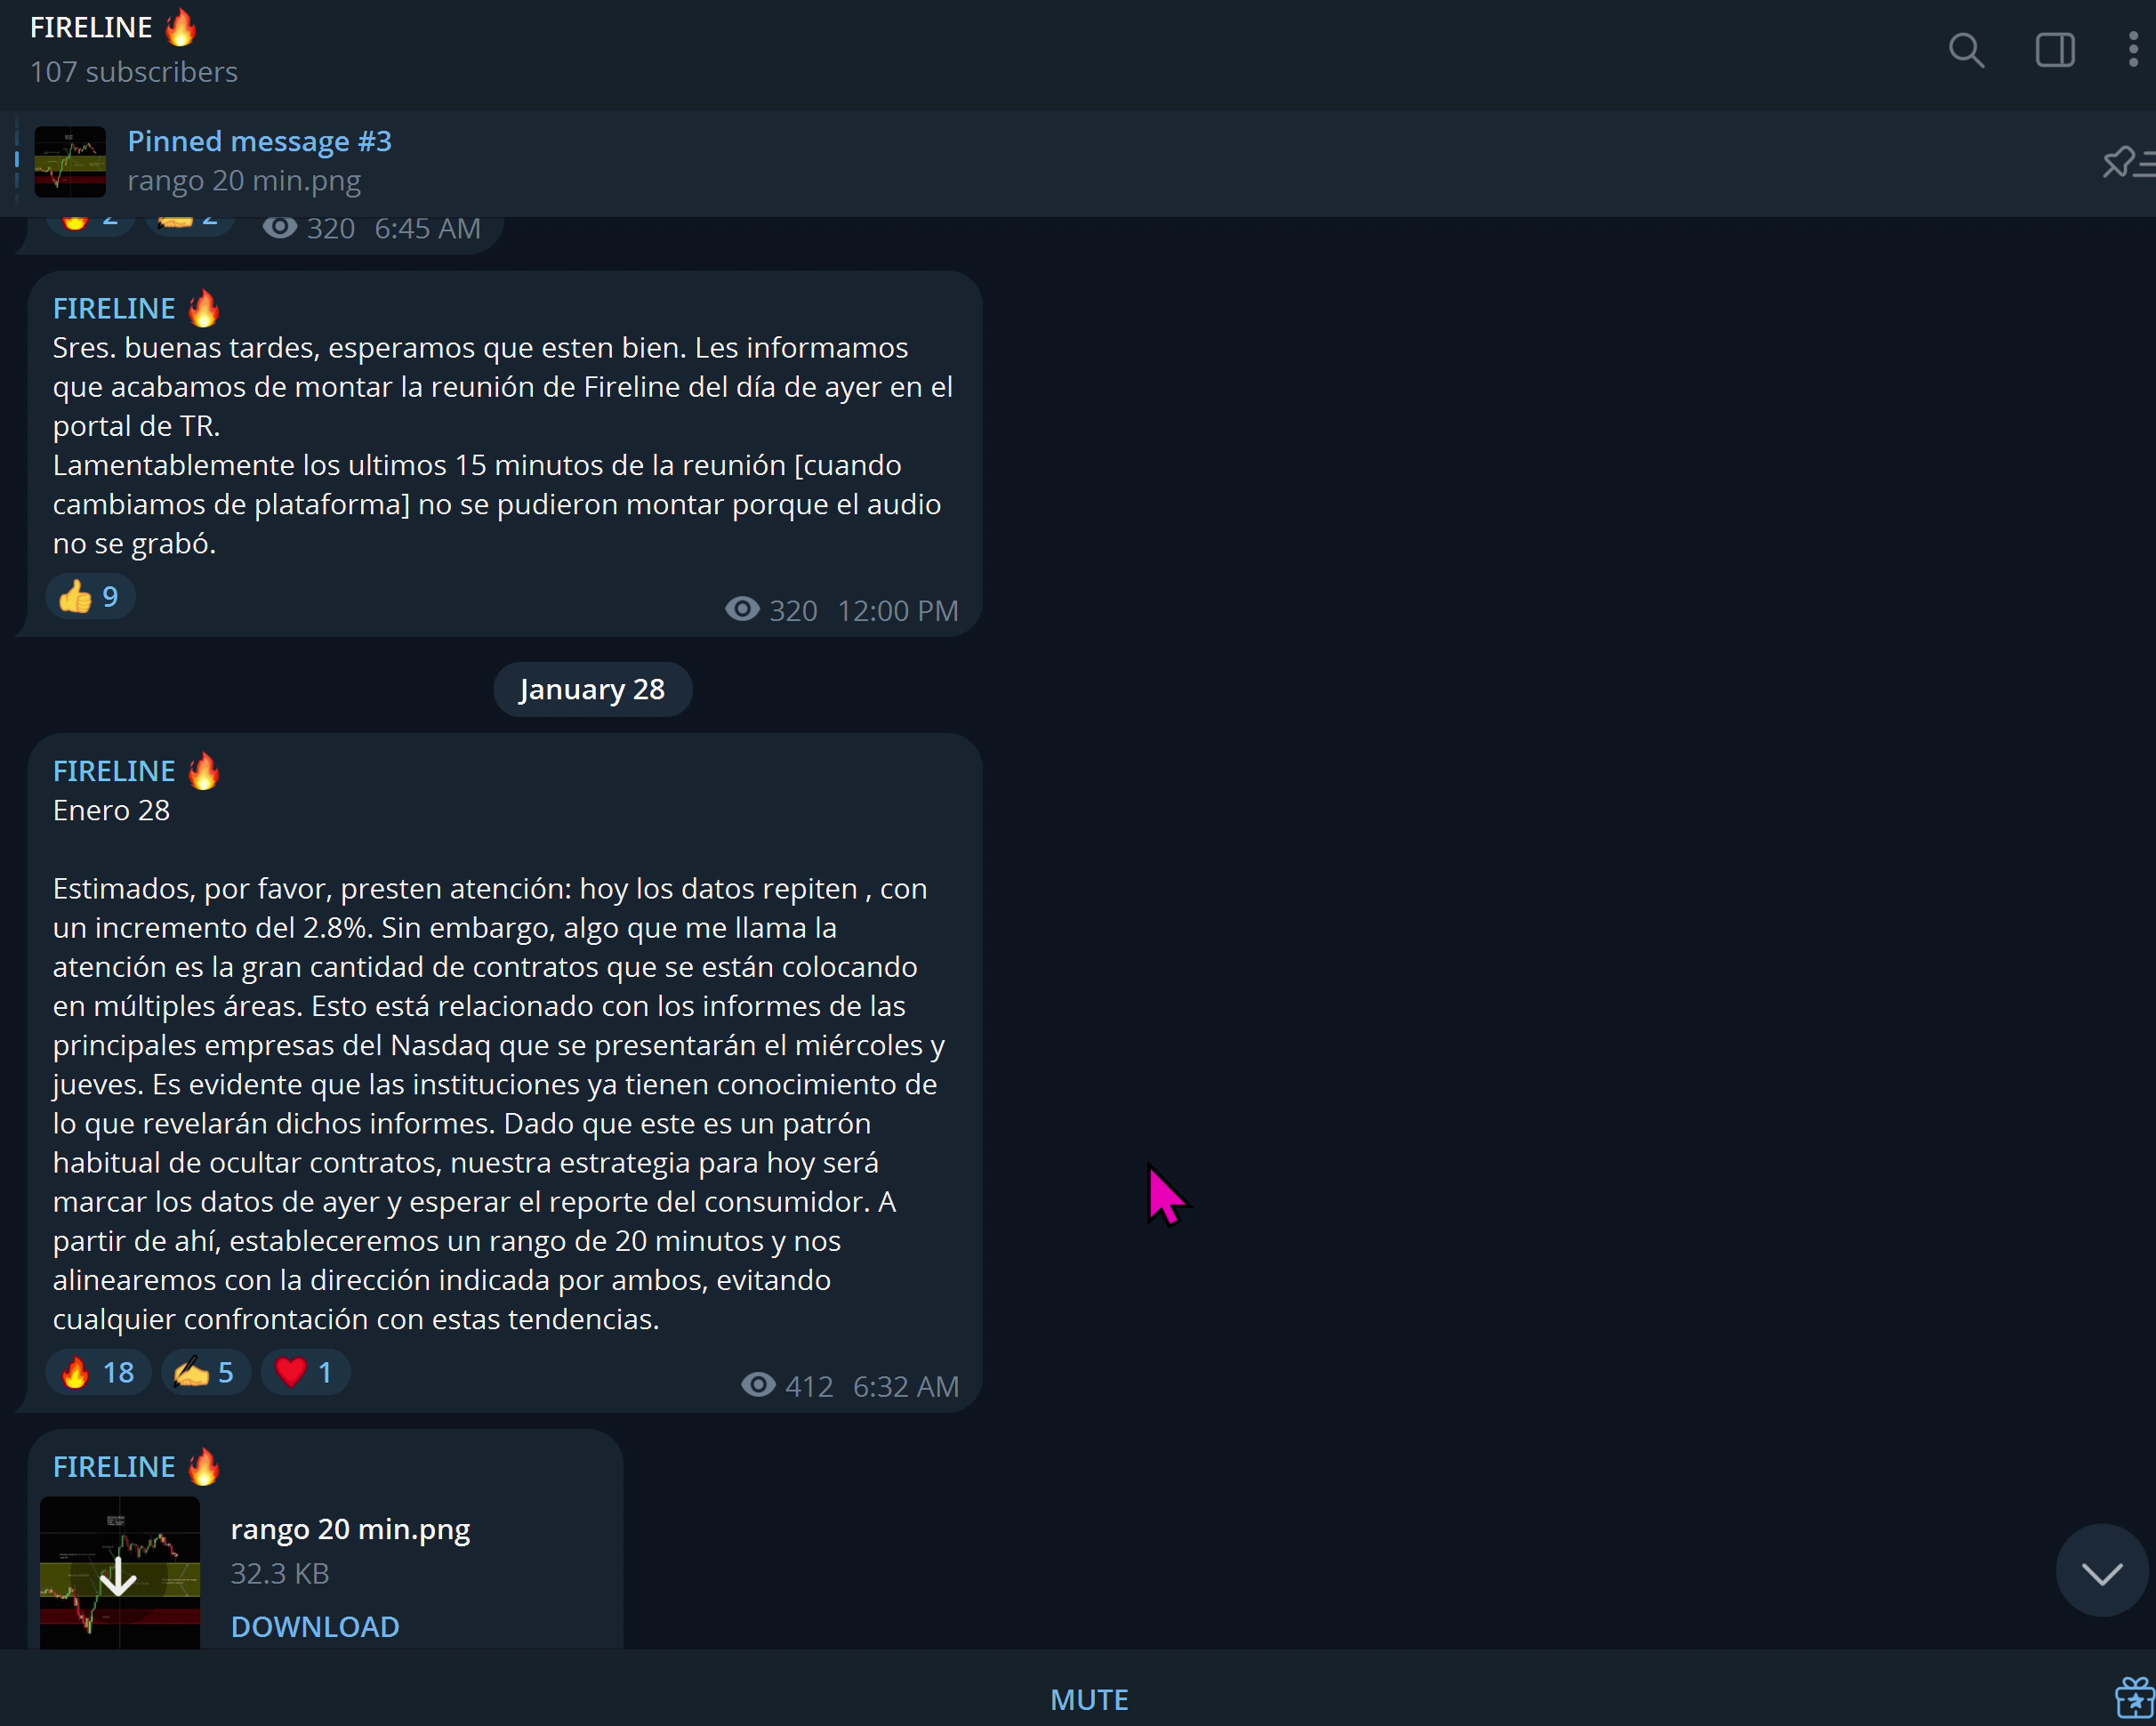 FIRELINE 🔥
107 subscribers
Pinned message #3
rango 20 min.png
2 2 320 6:45 AM
FIRELINE 🔥
Sres. buenas tardes, esperamos que esten bien. Les informamos
que acabamos de montar la reunión de Fireline del día de ayer en el
portal de TR.
Lamentablemente los ultimos 15 minutos de la reunión [cuando
cambiamos de plataforma] no se pudieron montar porque el audio
no se grabó.
👍 9 320 12:00 PM
January 28
FIRELINE 🔥
Enero 28
Estimados, por favor, presten atención: hoy los datos repiten , con
un incremento del 2.8%. Sin embargo, algo que me llama la
atención es la gran cantidad de contratos que se están colocando
en múltiples áreas. Esto está relacionado con los informes de las
principales empresas del Nasdaq que se presentarán el miércoles y
jueves. Es evidente que las instituciones ya tienen conocimiento de
lo que revelarán dichos informes. Dado que este es un patrón
habitual de ocultar contratos, nuestra estrategia para hoy será
marcar los datos de ayer y esperar el reporte del consumidor. A
partir de ahí, estableceremos un rango de 20 minutos y nos
alinearemos con la dirección indicada por ambos, evitando
cualquier confrontación con estas tendencias.
🔥 18 ✍ 5 ❤ 1 412 6:32 AM
FIRELINE 🔥
rango 20 min.png
32.3 KB
DOWNLOAD
MUTE